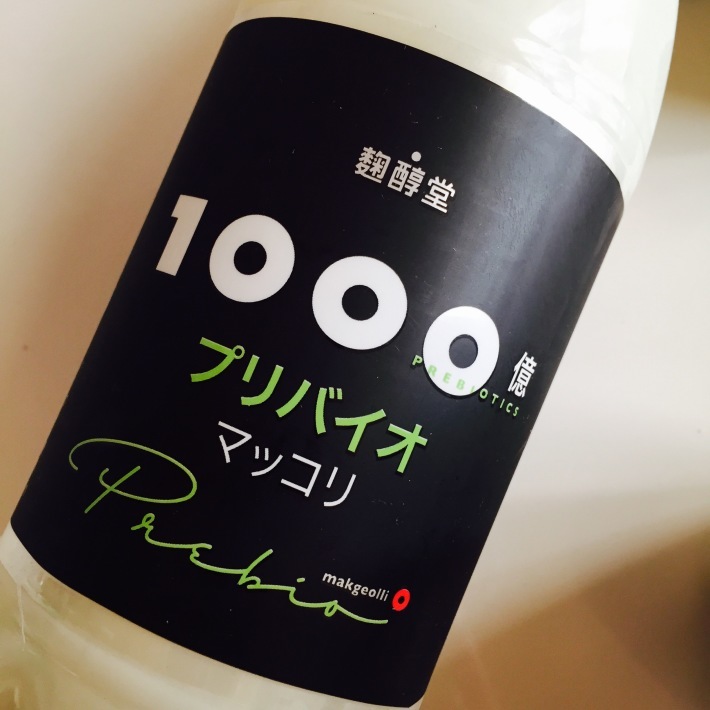 麴醇堂
1000億
PREBIOTICS
プリバイオ
マッコリ
Prebio
makgeolli